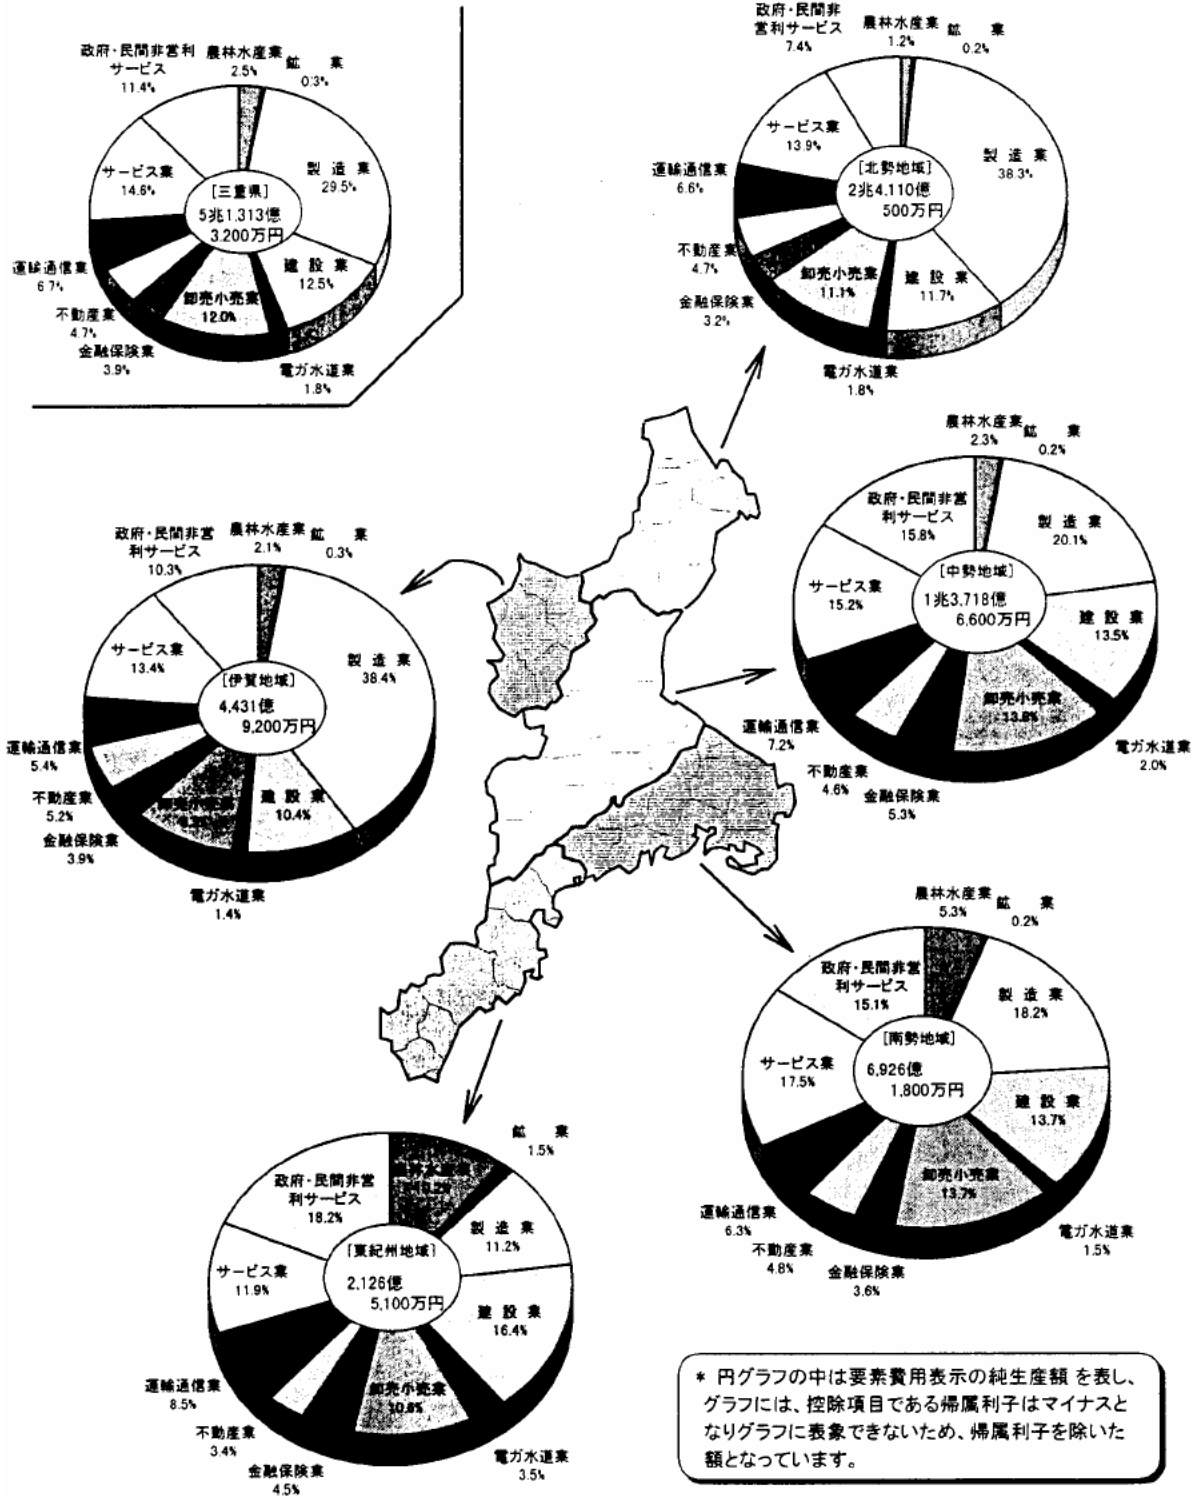 政府・民間非営利
サービス
11.4%
農林水産業
2.5%
鉱 業
0.3%
製 造 業
29.5%
建 設 業
12.5%
電ガ水道業
1.8%
卸売小売業
12.0%
金融保険業
3.9%
不動産業
4.7%
運輸通信業
6.7%
サービス業
14.6%
[三重県]
5兆1,313億
3,200万円
政府・民間非
営利サービス
7.4%
農林水産業
1.2%
鉱 業
0.2%
製 造 業
38.3%
建 設 業
11.7%
電ガ水道業
1.8%
卸売小売業
11.1%
金融保険業
3.2%
不動産業
4.7%
運輸通信業
6.6%
サービス業
13.9%
[北勢地域]
2兆4,110億
500万円
政府・民間非営
利サービス
15.8%
農林水産業
2.3%
鉱 業
0.2%
製 造 業
20.1%
建 設 業
13.5%
電ガ水道業
2.0%
卸売小売業
金融保険業
5.3%
不動産業
4.6%
運輸通信業
7.2%
サービス業
15.2%
[中勢地域]
1兆3,718億
6,600万円
政府・民間非営
利サービス
10.3%
農林水産業
2.1%
鉱 業
0.3%
製 造 業
38.4%
建 設 業
10.4%
電ガ水道業
1.4%
卸売小売業
金融保険業
3.9%
不動産業
5.2%
運輸通信業
5.4%
サービス業
13.4%
[伊賀地域]
4,431億
9,200万円
政府・民間非営
利サービス
15.1%
農林水産業
5.3%
鉱 業
0.2%
製 造 業
18.2%
建 設 業
13.7%
電ガ水道業
1.5%
卸売小売業
13.7%
金融保険業
3.6%
不動産業
4.8%
運輸通信業
6.3%
サービス業
17.5%
[南勢地域]
6,926億
1,800万円
政府・民間非営
利サービス
18.2%
農林水産業
鉱 業
1.5%
製 造 業
11.2%
建 設 業
16.4%
電ガ水道業
3.5%
卸売小売業
金融保険業
4.5%
不動産業
3.4%
運輸通信業
8.5%
サービス業
11.9%
[東紀州地域]
2,126億
5,100万円
* 円グラフの中は要素費用表示の純生産額を表し、
グラフには、控除項目である帰属利子はマイナスと
なりグラフに表象できないため、帰属利子を除いた
額となっています。